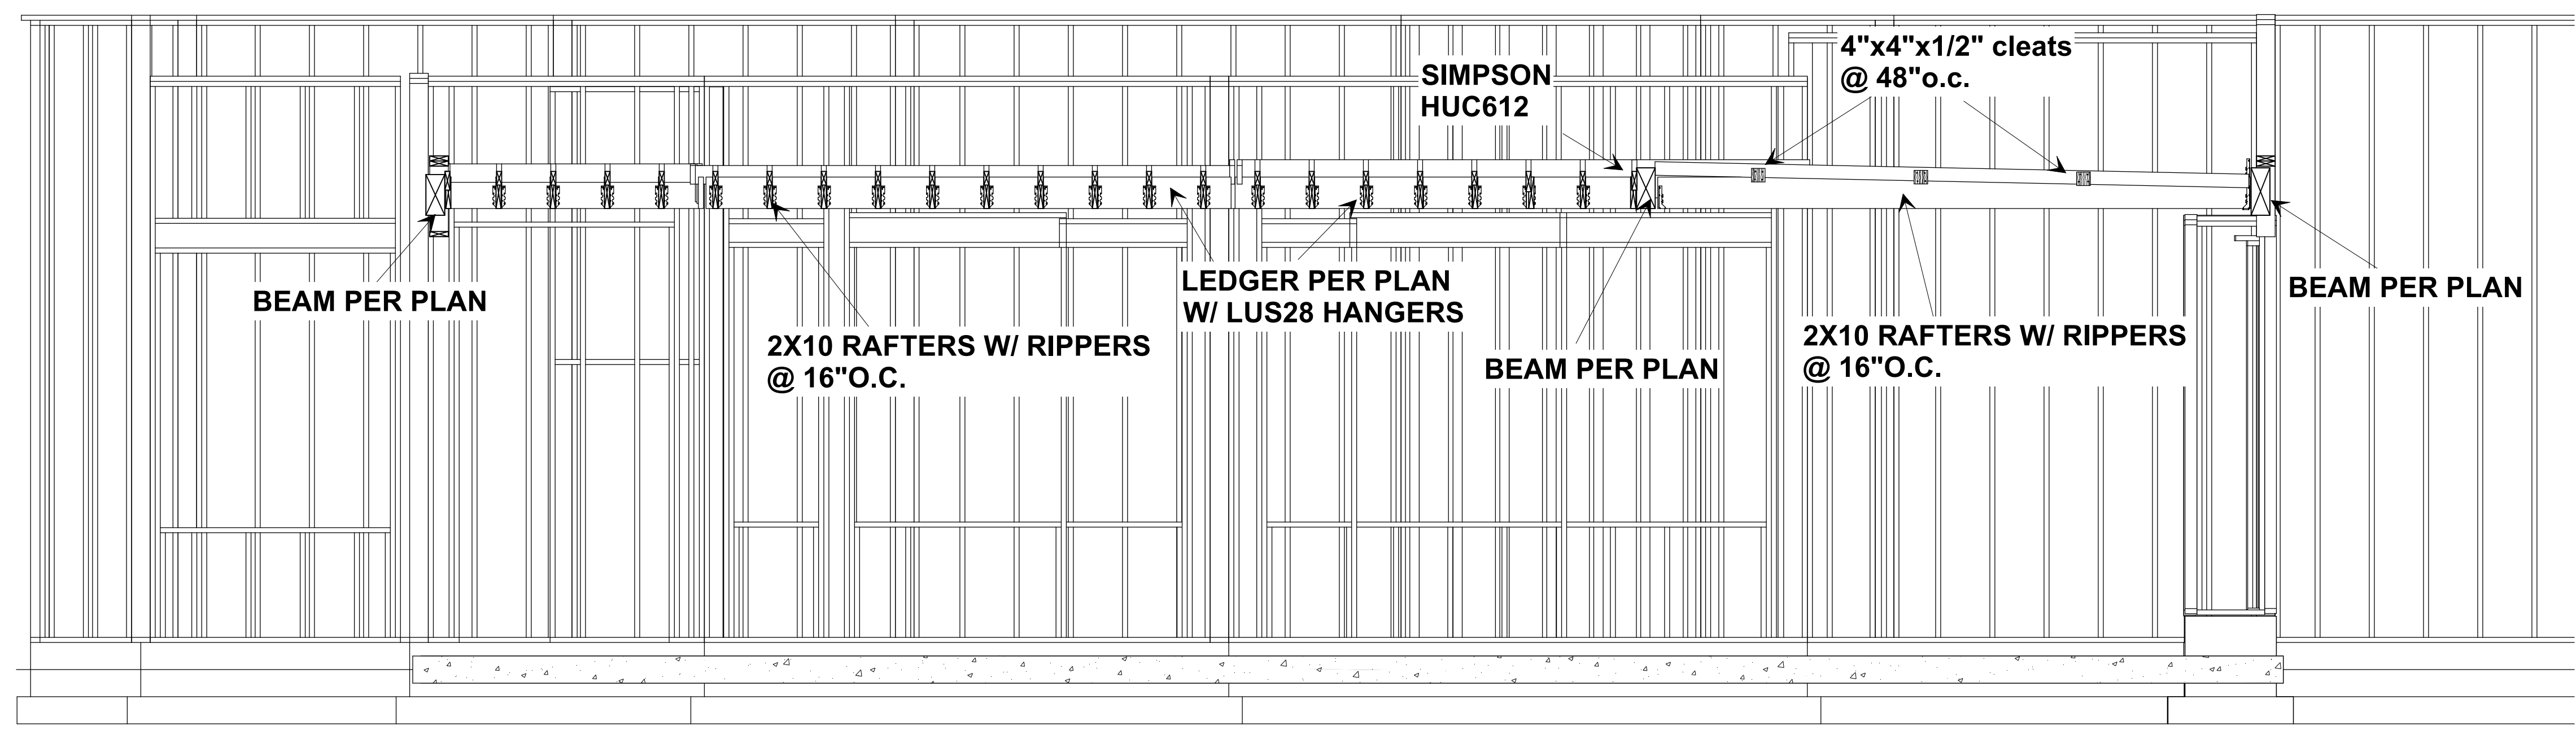 4"x4"x1/2" cleats
@ 48"o.c.
SIMPSON
HUC612
BEAM PER PLAN
LEDGER PER PLAN
W/ LUS28 HANGERS
BEAM PER PLAN
2X10 RAFTERS W/ RIPPERS
@ 16"O.C.
BEAM PER PLAN
2X10 RAFTERS W/ RIPPERS
@ 16"O.C.